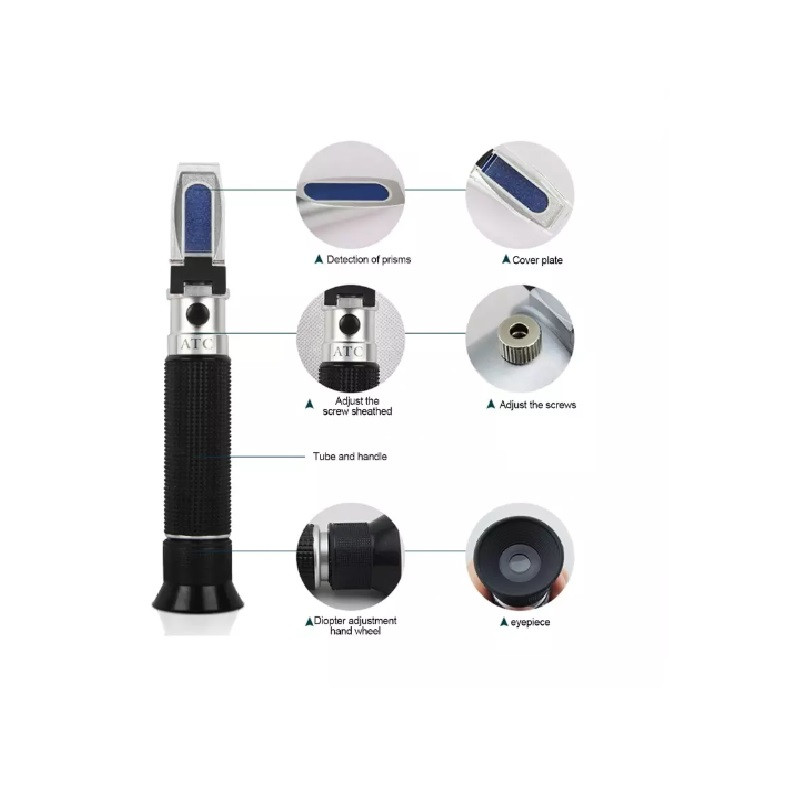 Detection of prisms
Cover plate
ATC
ATC
Adjust the
screw sheathed
Adjust the screws
Tube and handle
Diopter adjustment
hand wheel
eyepiece